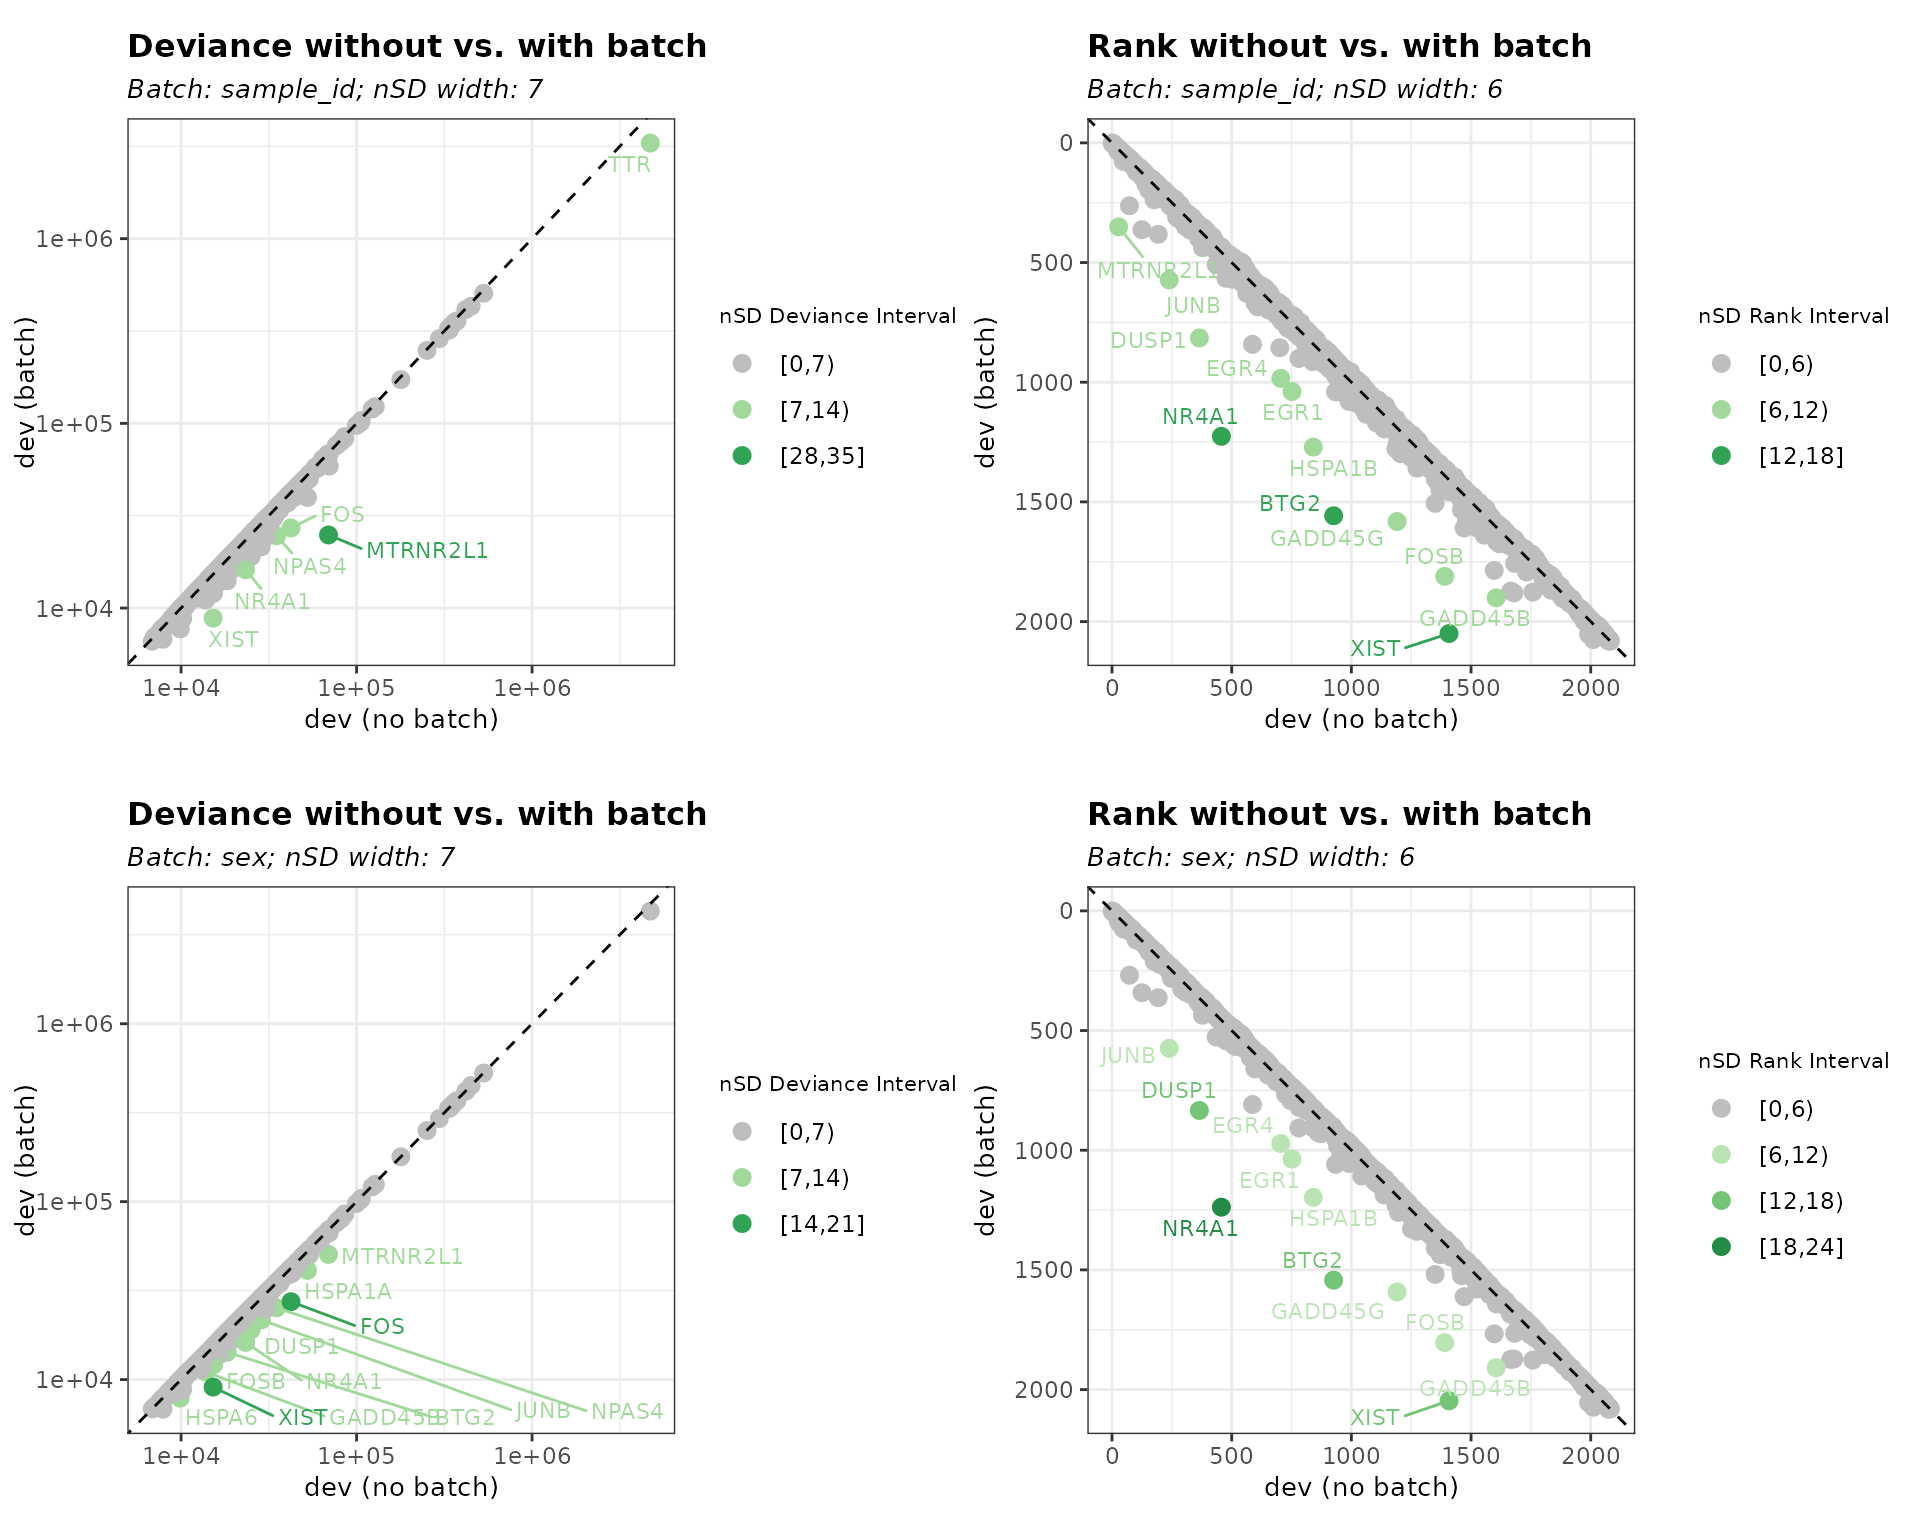 Deviance without vs. with batch
Batch: sample_id; nSD width: 7
dev (batch)
1e+06
1e+05
1e+04
TTR
FOS
MTRNR2L1
NPAS4
NR4A1
XIST
1e+04 1e+05 1e+06
dev (no batch)
nSD Deviance Interval
[0,7)
[7,14)
[28,35]
Rank without vs. with batch
Batch: sample_id; nSD width: 6
dev (batch)
0
500
1000
1500
2000
MTRNR2L1
JUNB
DUSP1
EGR4
EGR1
NR4A1
HSPA1B
BTG2
GADD45G
FOSB
GADD45B
XIST
0 500 1000 1500 2000
dev (no batch)
nSD Rank Interval
[0,6)
[6,12)
[12,18]
Deviance without vs. with batch
Batch: sex; nSD width: 7
dev (batch)
1e+06
1e+05
1e+04
MTRNR2L1
HSPA1A
FOS
DUSP1
FOSB NR4A1
HSPA6 XIST GADD45B BTG2 JUNB NPAS4
1e+04 1e+05 1e+06
dev (no batch)
nSD Deviance Interval
[0,7)
[7,14)
[14,21]
Rank without vs. with batch
Batch: sex; nSD width: 6
dev (batch)
0
500
1000
1500
2000
JUNB
DUSP1
EGR4
EGR1
HSPA1B
NR4A1
BTG2
GADD45G
FOSB
GADD45B
XIST
0 500 1000 1500 2000
dev (no batch)
nSD Rank Interval
[0,6)
[6,12)
[12,18)
[18,24]